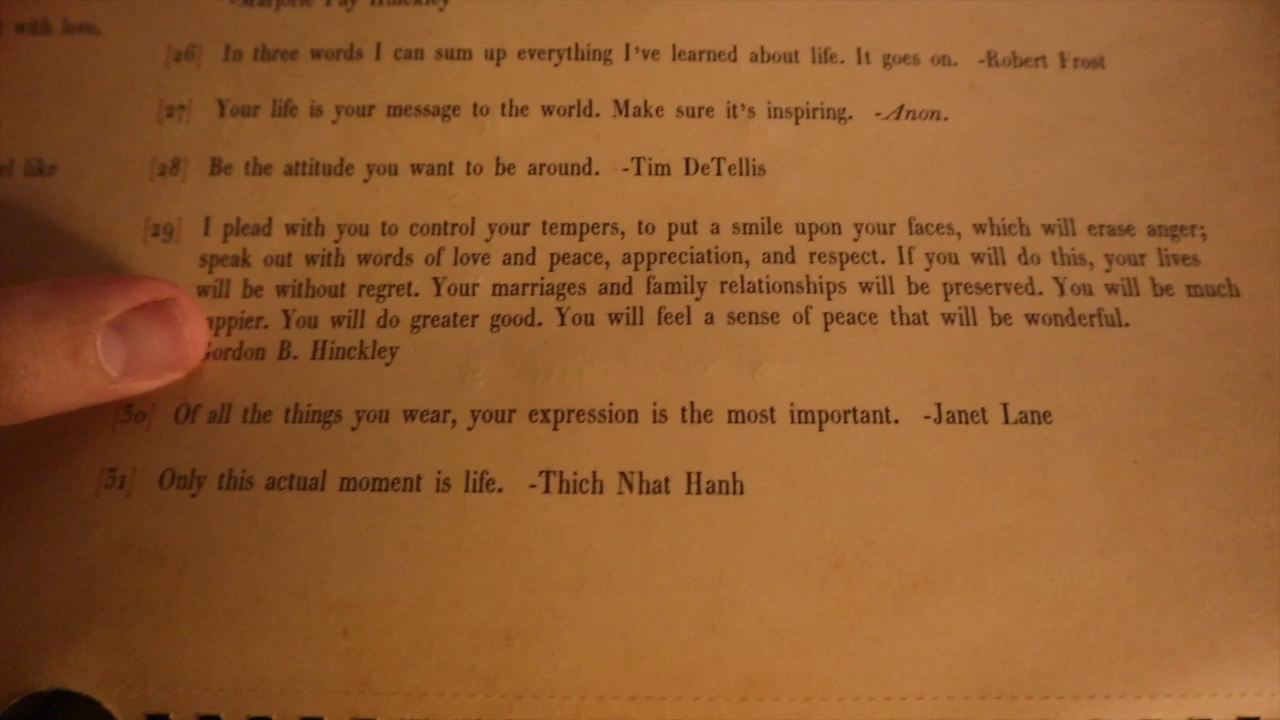 -Marjorie Pay Hinckley
with love.
[26] In three words I can sum up everything I've learned about life. It goes on. -Robert Frost
[27] Your life is your message to the world. Make sure it's inspiring. -Anon.
[28] Be the attitude you want to be around. -Tim DeTellis
like
[29] I plead with you to control your tempers, to put a smile upon your faces, which will erase anger;
speak out with words of love and peace, appreciation, and respect. If you will do this, your lives
will be without regret. Your marriages and family relationships will be preserved. You will be much
appier. You will do greater good. You will feel a sense of peace that will be wonderful.
ordon B. Hinckley
[30] Of all the things you wear, your expression is the most important. -Janet Lane
[31] Only this actual moment is life. -Thich Nhat Hanh